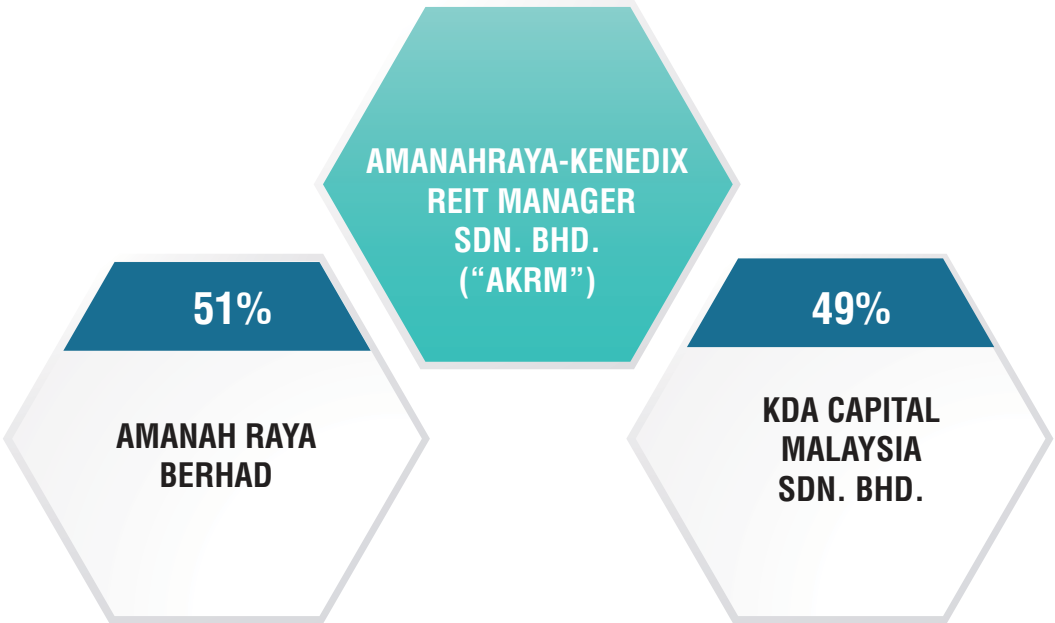 AMANAHRAYA-KENEDIX
REIT MANAGER
SDN. BHD.
(“AKRM”)
51%
AMANAH RAYA
BERHAD
49%
KDA CAPITAL
MALAYSIA
SDN. BHD.